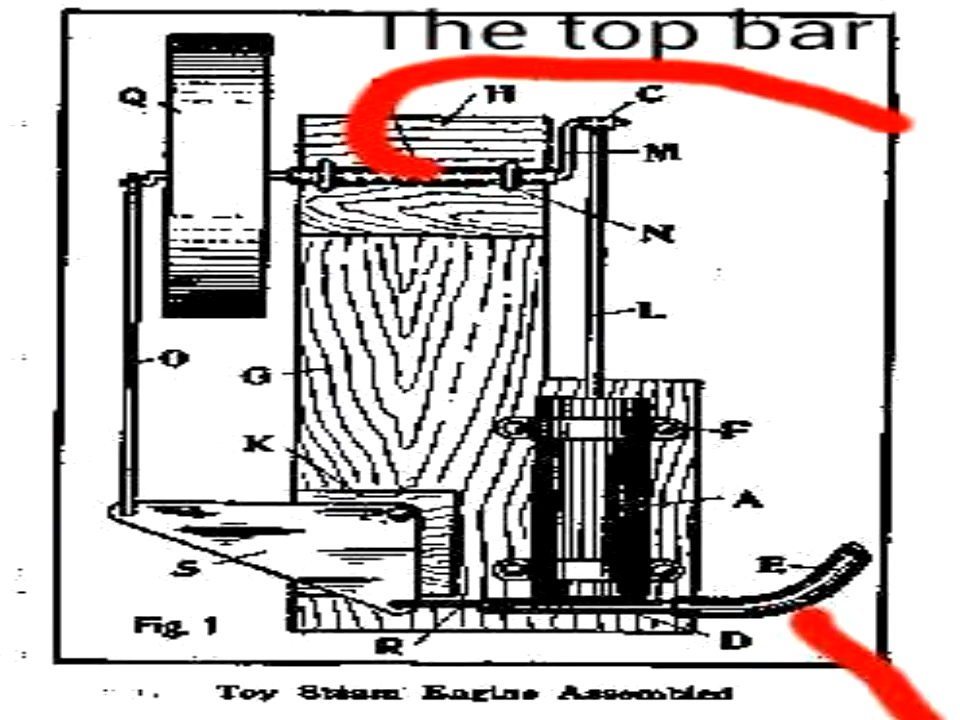 The top bar
Q
H
C
M
N
L
O
G
K
F
A
S
E
Fig. 1
R
D
Toy Steam Engine Assembled